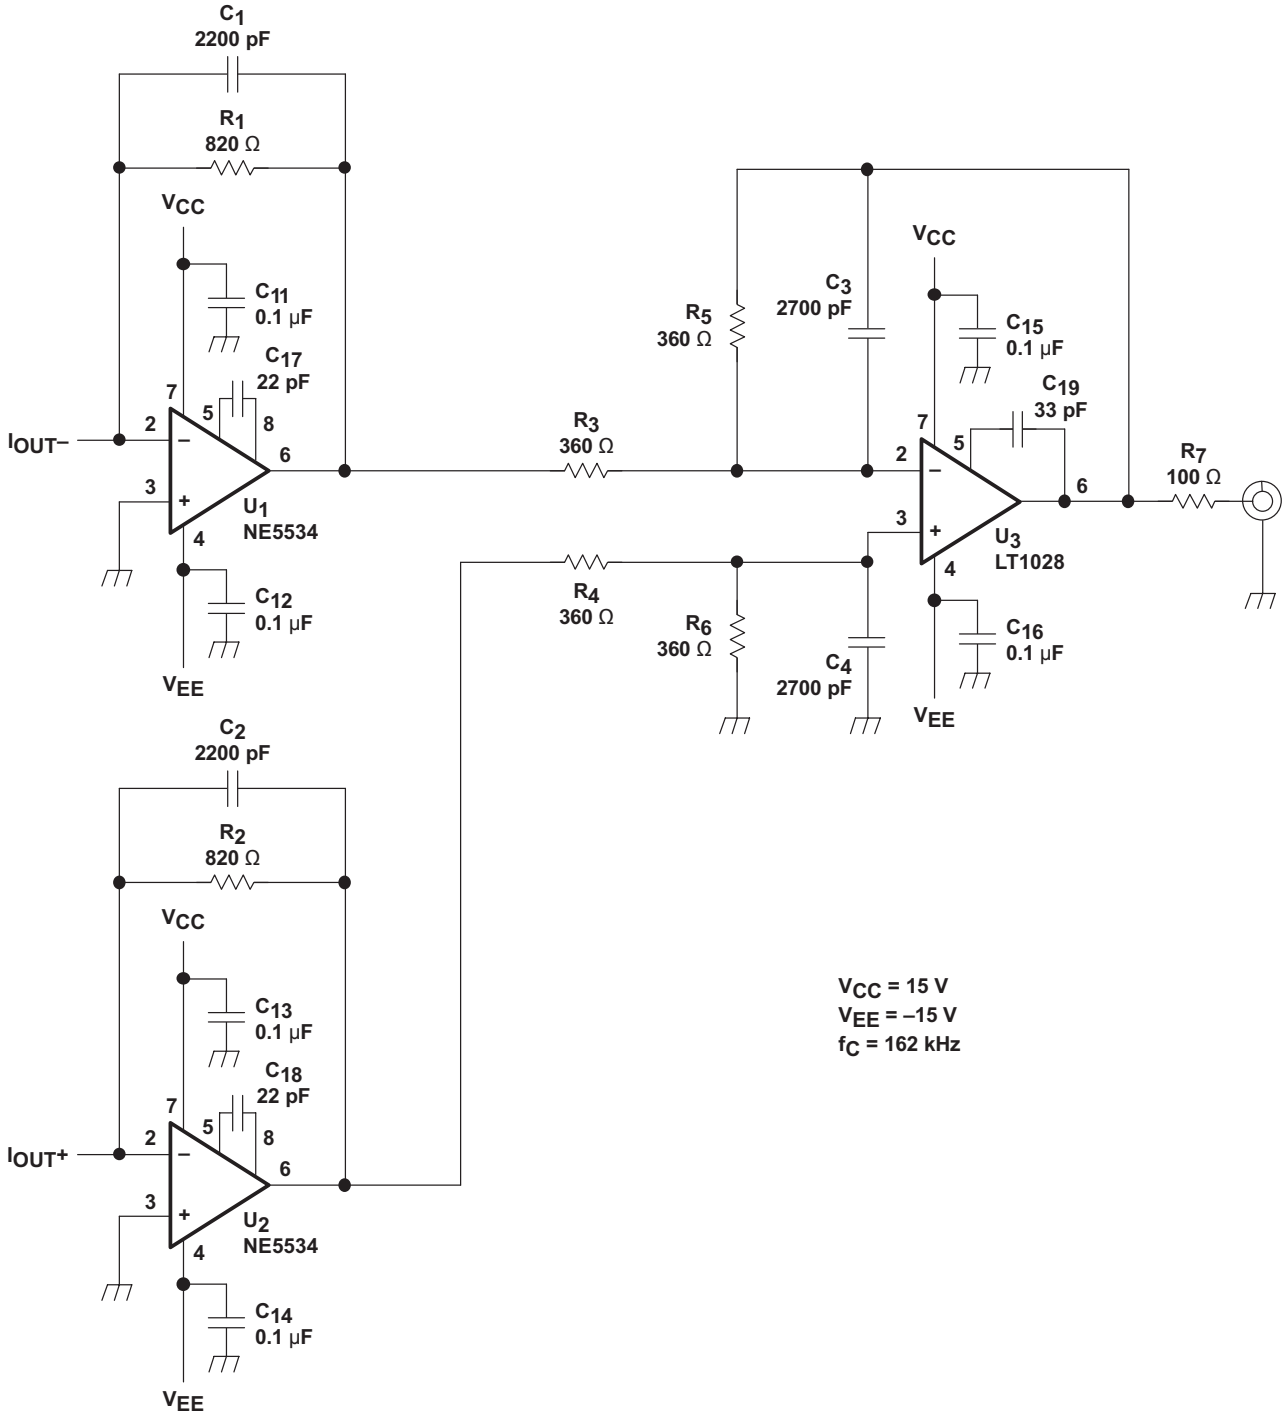 C1
2200 pF
R1
820 Ω
VCC
C11
0.1 µF
C17
22 pF
7
5
8
2
–
IOUT–
6
3
+
U1
NE5534
4
C12
0.1 µF
VEE
R3
360 Ω
R5
360 Ω
C3
2700 pF
VCC
C15
0.1 µF
C19
33 pF
7
5
2
–
6
R7
100 Ω
3
+
U3
LT1028
4
R4
360 Ω
R6
360 Ω
C4
2700 pF
C16
0.1 µF
VEE
C2
2200 pF
R2
820 Ω
VCC
C13
0.1 µF
C18
22 pF
7
5
8
2
–
IOUT+
6
3
+
U2
NE5534
4
C14
0.1 µF
VEE
VCC = 15 V
VEE = –15 V
fC = 162 kHz